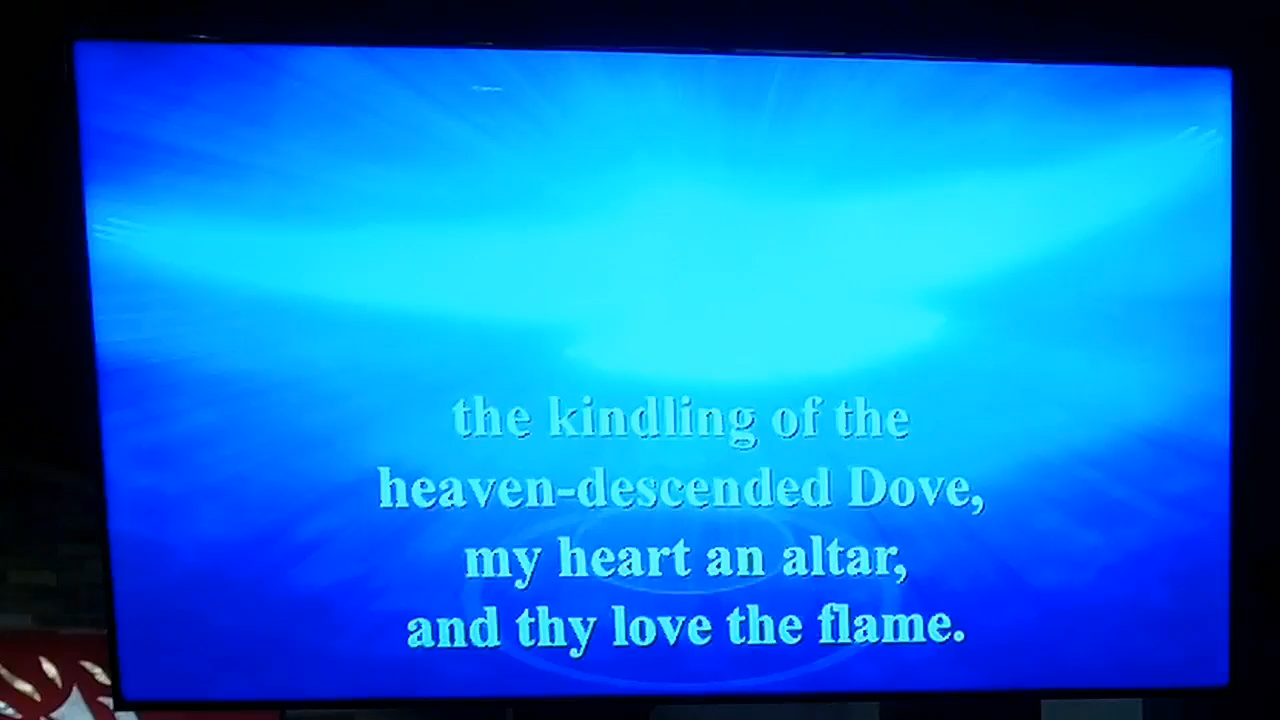 the kindling of the
heaven-descended Dove,
my heart an altar,
and thy love the flame.